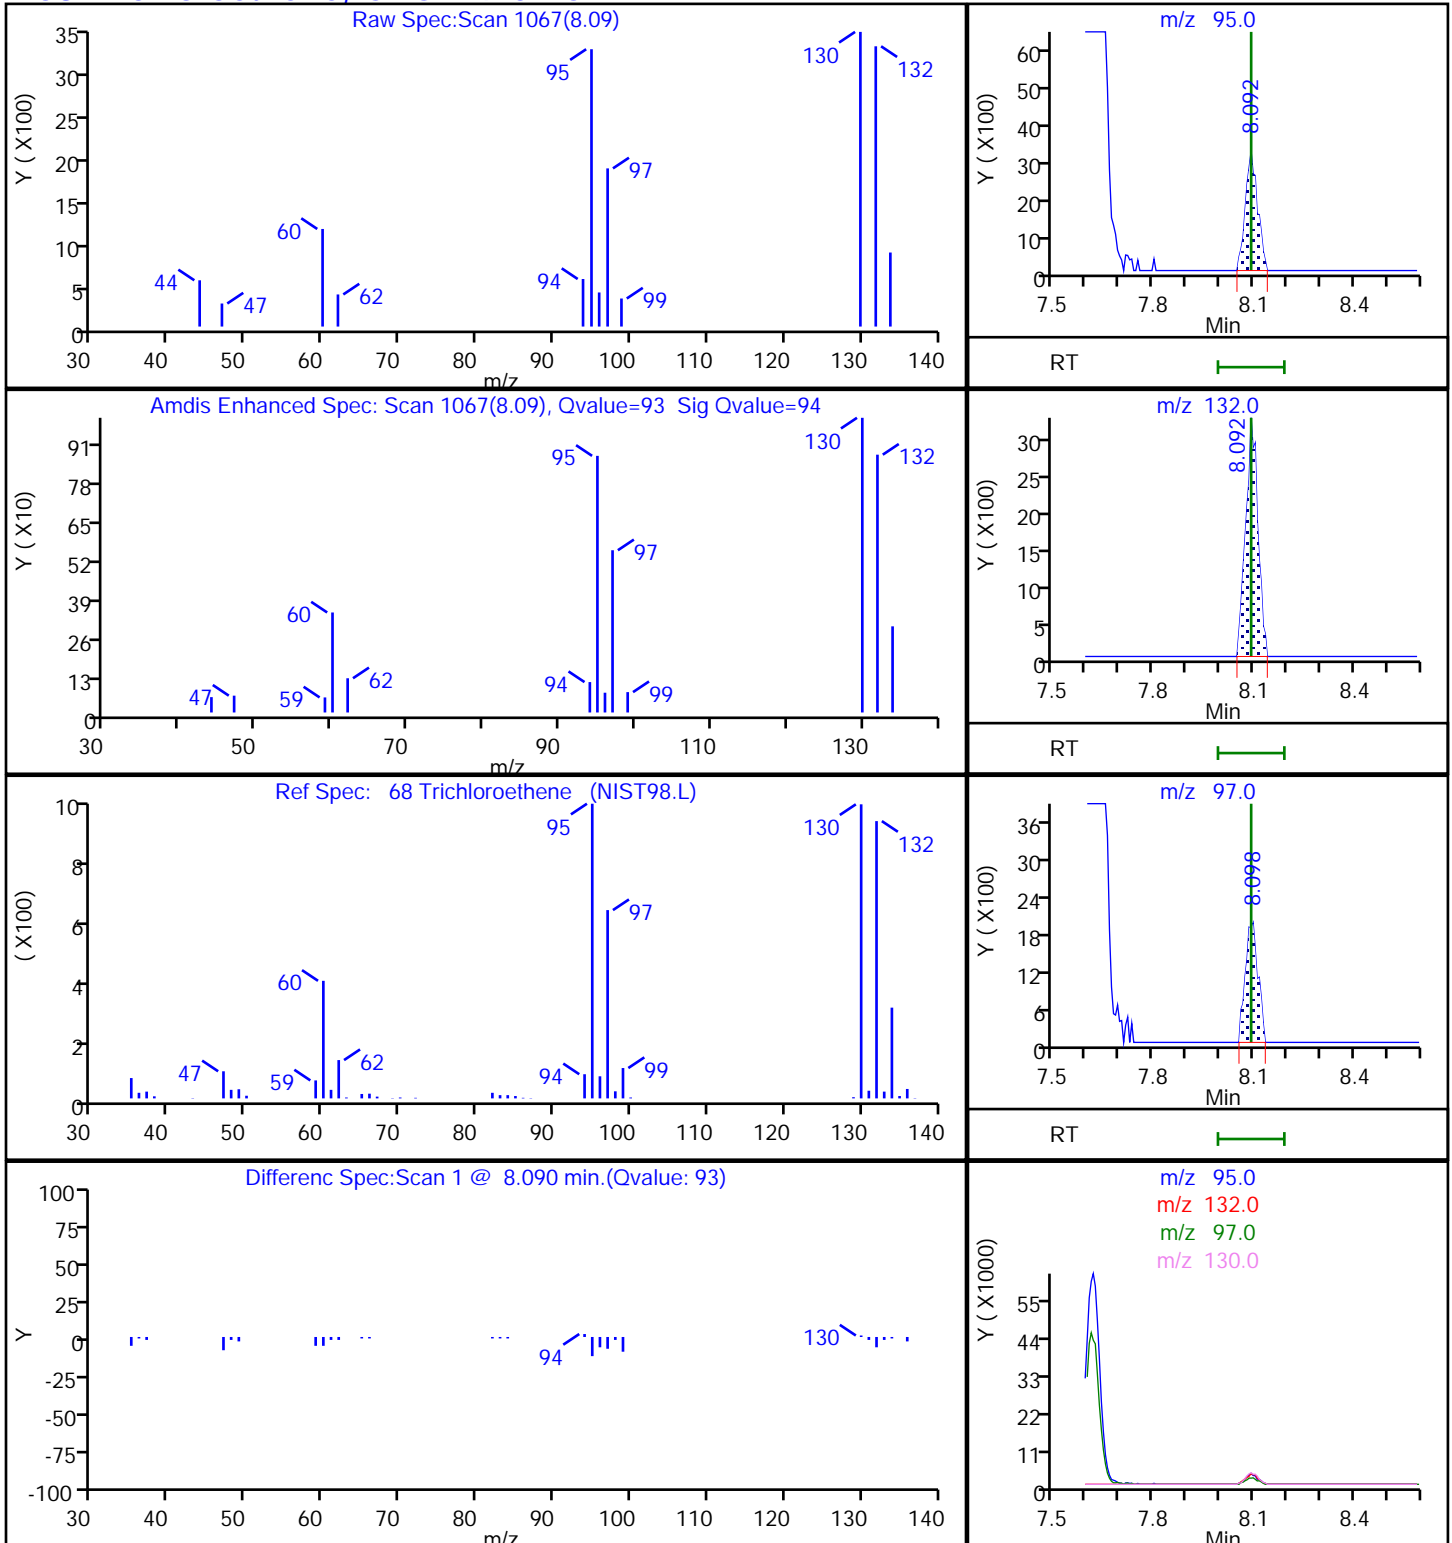 Raw Spec:Scan 1067(8.09)
35
30
25
20
15
10
5
0
Y ( X100)
44
47
60
62
94
95
97
99
130
132
30 40 50 60 70 80 90 100 110 120 130 140
m/z
m/z 95.0
60
50
40
30
20
10
0
Y ( X100)
8.092
7.5 7.8 8.1 8.4
Min
RT
Amdis Enhanced Spec: Scan 1067(8.09), Qvalue=93 Sig Qvalue=94
91
78
65
52
39
26
13
0
Y ( X10)
47
59
60
62
94
95
97
99
130
132
30 50 70 90 110 130
m/z
m/z 132.0
30
25
20
15
10
5
0
Y ( X100)
8.092
7.5 7.8 8.1 8.4
Min
RT
Ref Spec: 68 Trichloroethene (NIST98.L)
10
8
6
4
2
0
( X100)
47
59
60
62
94
95
97
99
130
132
30 40 50 60 70 80 90 100 110 120 130 140
m/z 97.0
36
30
24
18
12
6
0
Y ( X100)
8.098
7.5 7.8 8.1 8.4
Min
RT
Differenc Spec:Scan 1 @ 8.090 min.(Qvalue: 93)
100
75
50
25
0
-25
-50
-75
-100
Y
94
130
30 40 50 60 70 80 90 100 110 120 130 140
m/z
m/z 95.0
m/z 132.0
m/z 97.0
m/z 130.0
55
44
33
22
11
0
Y ( X1000)
7.5 7.8 8.1 8.4
Min